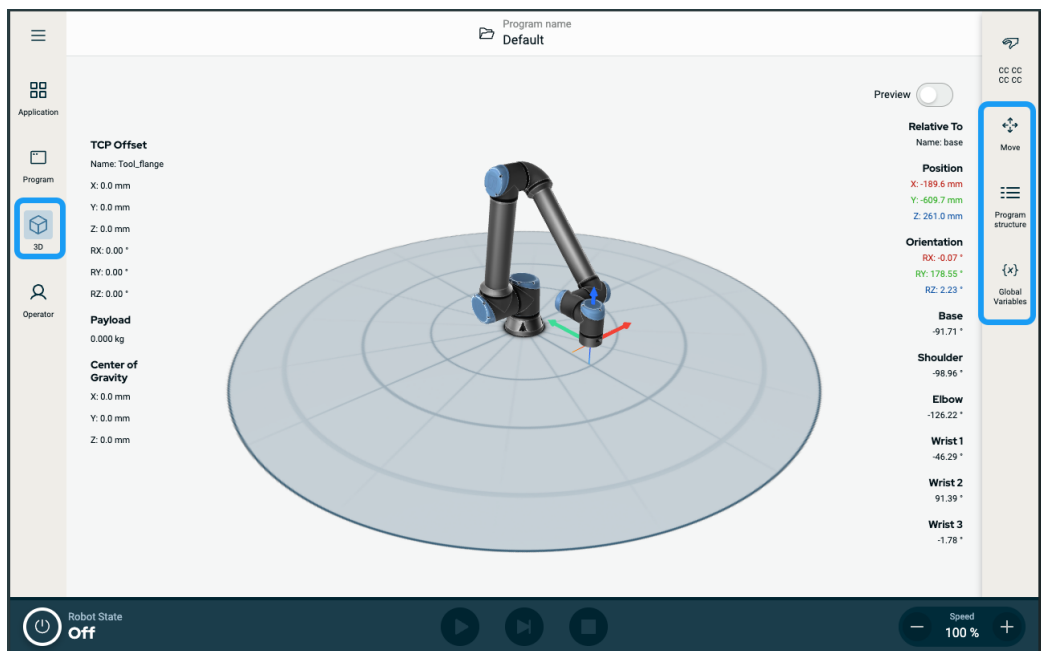 Program name
Default
Application
Program
3D
Operator
TCP Offset
Name: Tool_flange
X: 0.0 mm
Y: 0.0 mm
Z: 0.0 mm
RX: 0.00 °
RY: 0.00 °
RZ: 0.00 °
Payload
0.000 kg
Center of
Gravity
X: 0.0 mm
Y: 0.0 mm
Z: 0.0 mm
Preview
Relative To
Name: base
Position
X: -189.6 mm
Y: -609.7 mm
Z: 261.0 mm
Orientation
RX: -0.07 °
RY: 178.55 °
RZ: 2.23 °
Base
-91.71 °
Shoulder
-98.96 °
Elbow
-126.22 °
Wrist 1
-46.29 °
Wrist 2
91.39 °
Wrist 3
-1.78 °
CC CC
CC CC
Move
Program
structure
{x}
Global
Variables
Robot State
Off
Speed
100 %